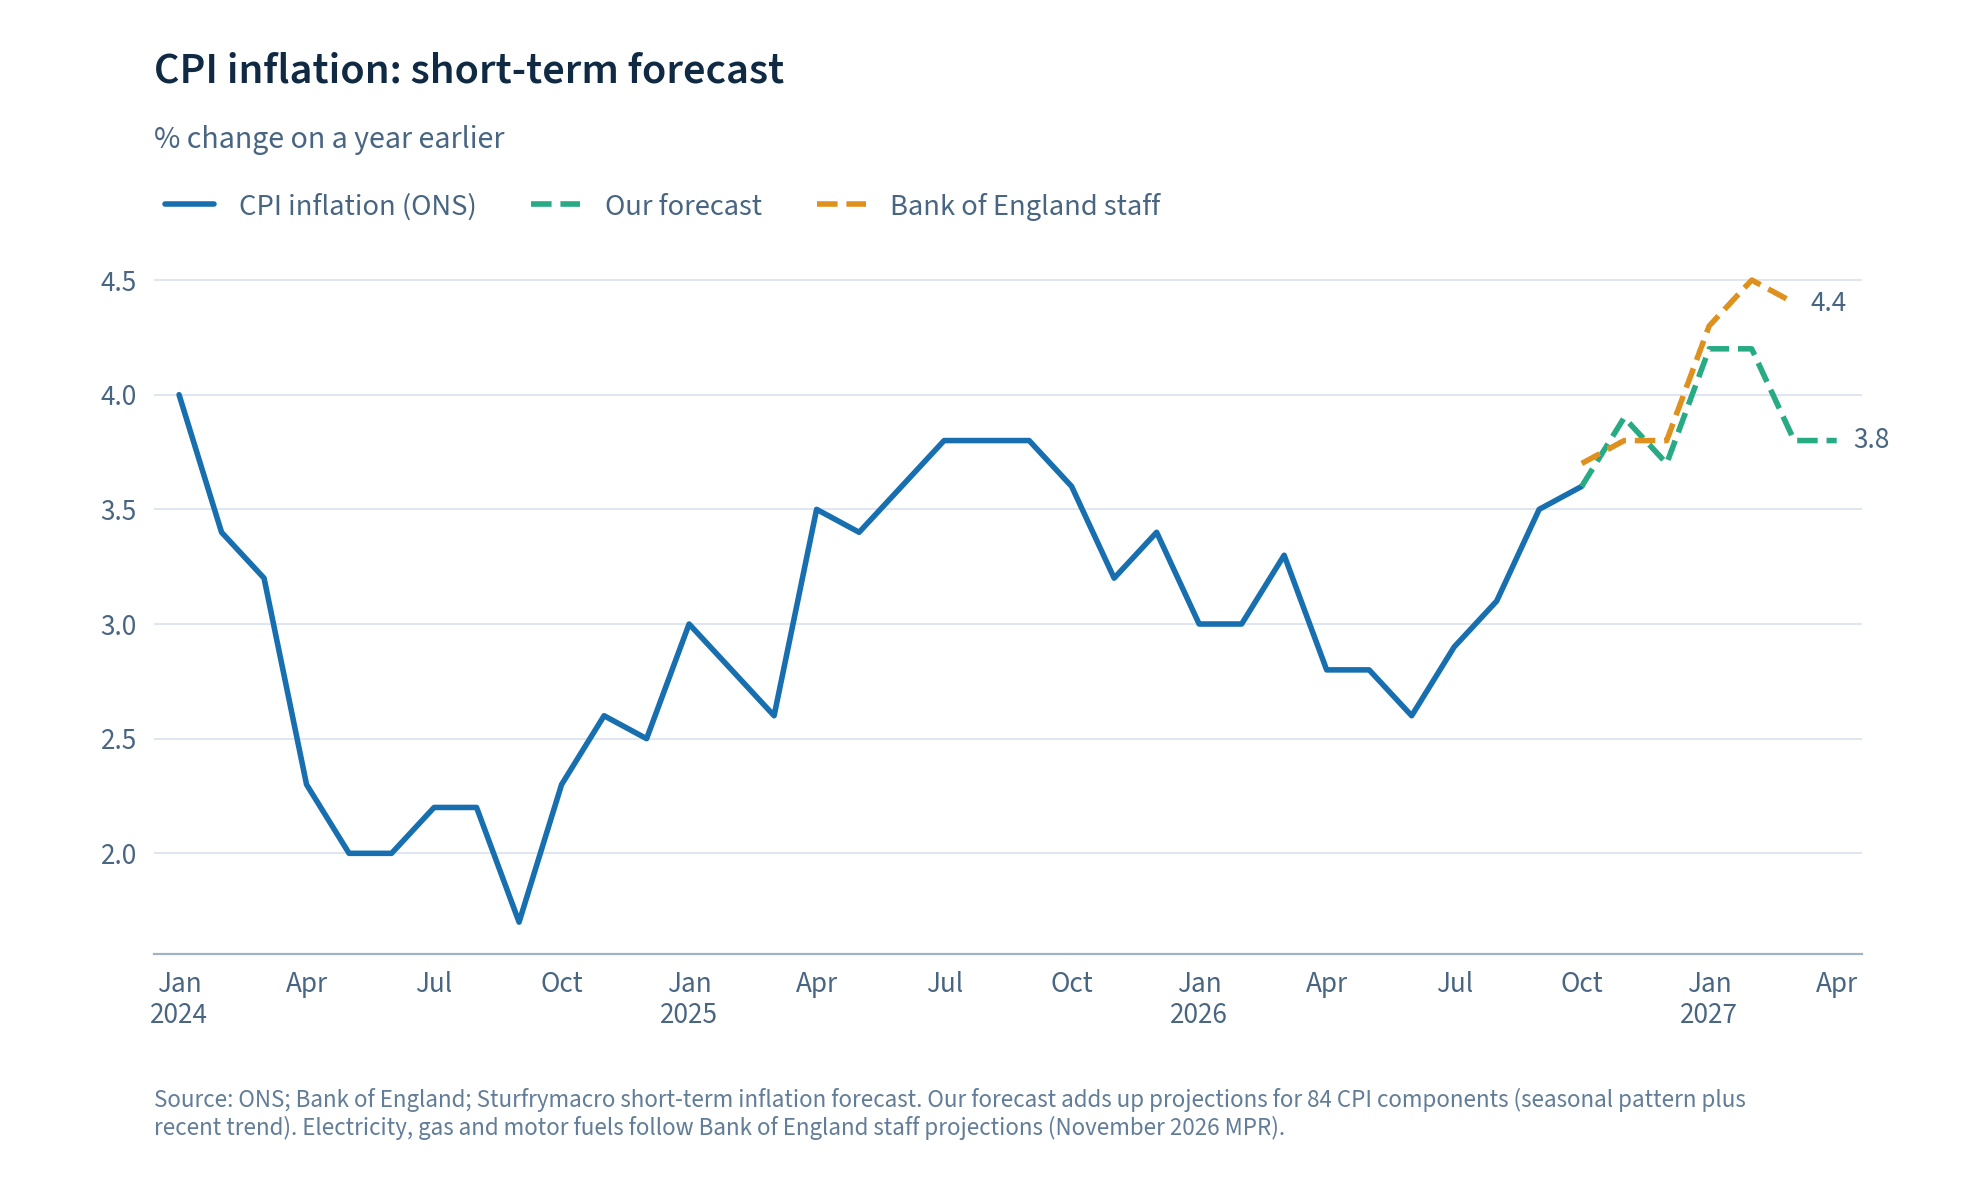 CPI inflation: short-term forecast
% change on a year earlier
CPI inflation (ONS) Our forecast Bank of England staff
4.5
4.4
4.0
3.8
3.5
3.0
2.5
2.0
Jan Apr Jul Oct Jan Apr Jul Oct Jan Apr Jul Oct Jan Apr
2024 2025 2026 2027
Source: ONS; Bank of England; Sturfrymacro short-term inflation forecast. Our forecast adds up projections for 84 CPI components (seasonal pattern plus
recent trend). Electricity, gas and motor fuels follow Bank of England staff projections (November 2026 MPR).